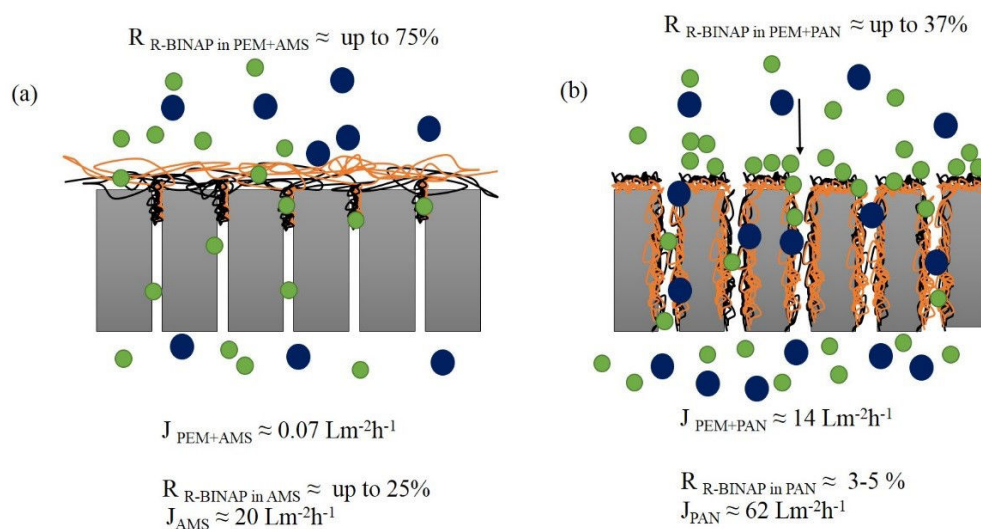 R R-BINAP in PEM+AMS ≈ up to 75%
(a)
J PEM+AMS ≈ 0.07 Lm-2h-1
R R-BINAP in AMS ≈ up to 25%
JAMS ≈ 20 Lm-2h-1
R R-BINAP in PEM+PAN ≈ up to 37%
(b)
J PEM+PAN ≈ 14 Lm-2h-1
R R-BINAP in PAN ≈ 3-5 %
JPAN ≈ 62 Lm-2h-1